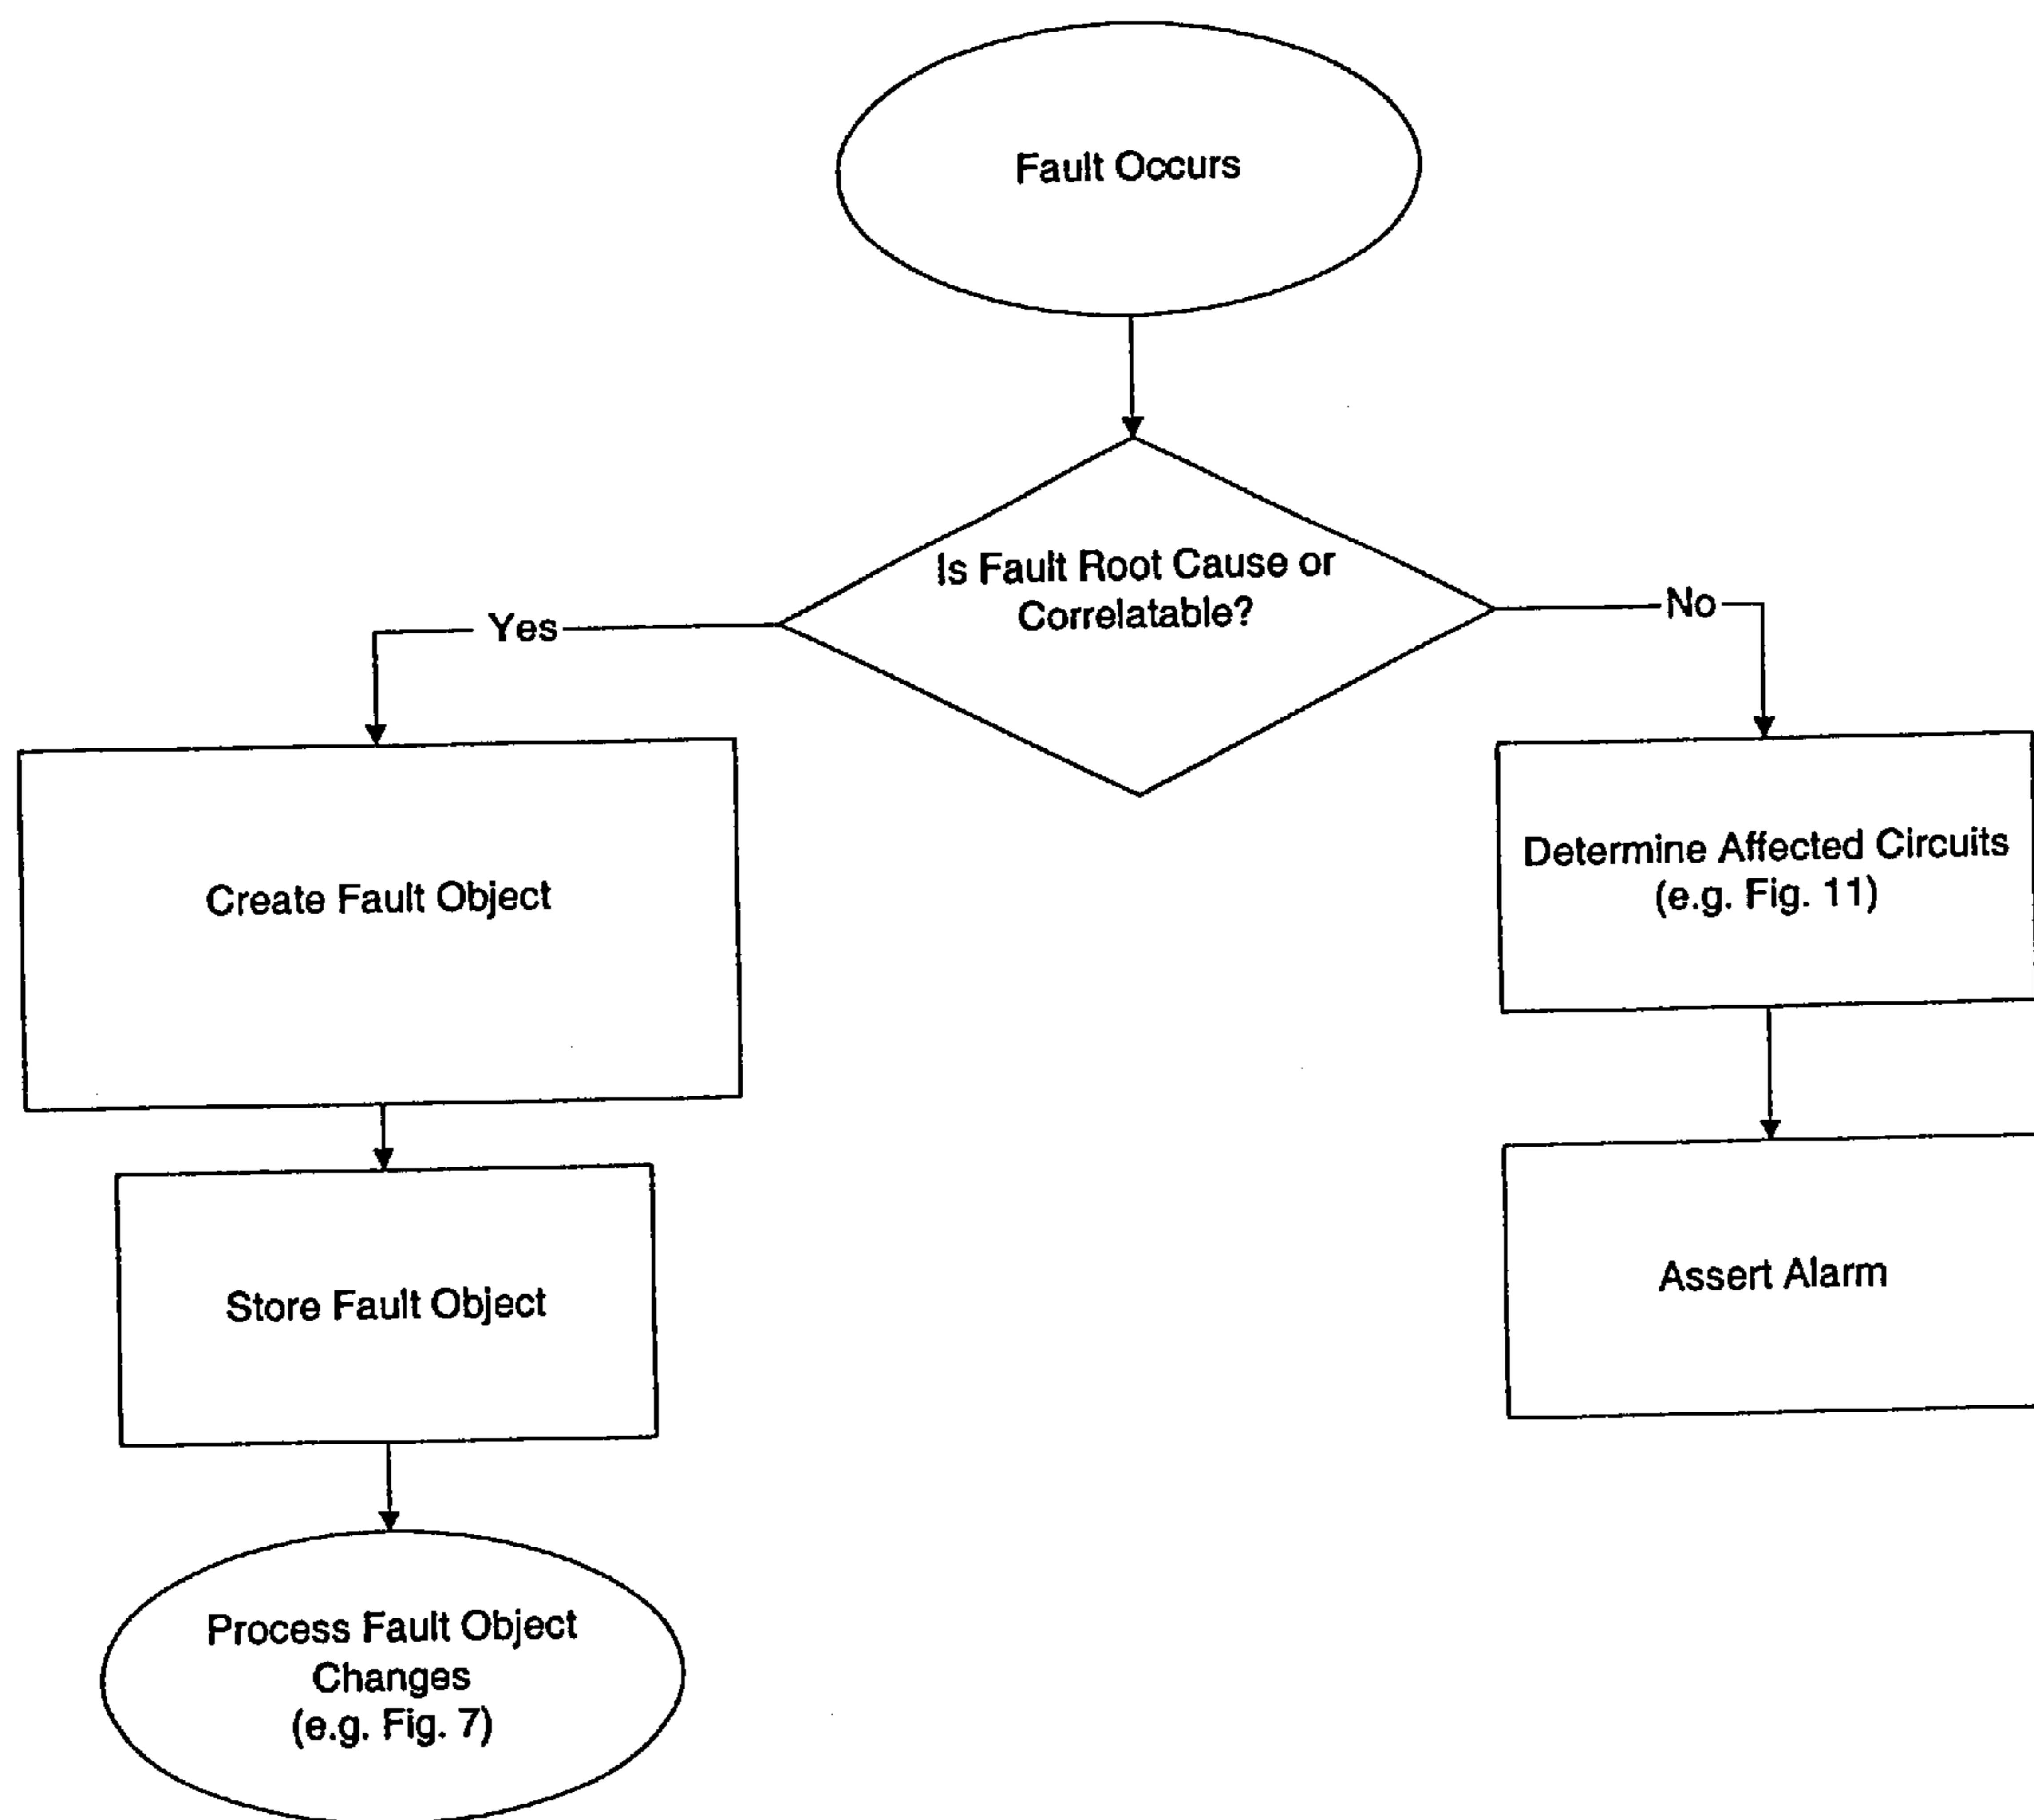 Fault Occurs
Is Fault Root Cause or
Correlatable?
Yes
No
Create Fault Object
Determine Affected Circuits
(e.g. Fig. 11)
Store Fault Object
Assert Alarm
Process Fault Object
Changes
(e.g. Fig. 7)